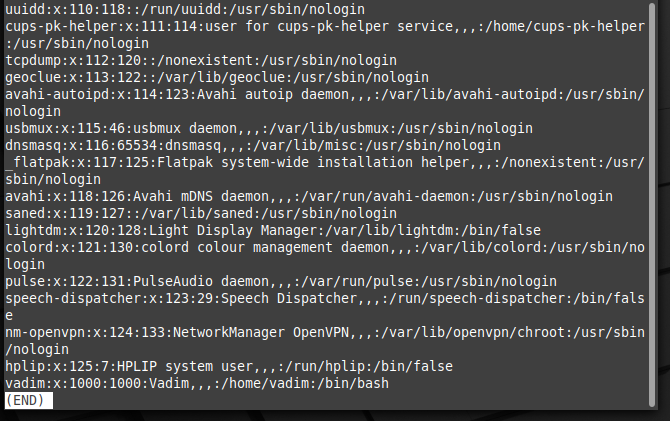 uuidd:x:110:118::/run/uuidd:/usr/sbin/nologin
cups-pk-helper:x:111:114:user for cups-pk-helper service,,,:/home/cups-pk-helper
:/usr/sbin/nologin
tcpdump:x:112:120::/nonexistent:/usr/sbin/nologin
geoclue:x:113:122::/var/lib/geoclue:/usr/sbin/nologin
avahi-autoipd:x:114:123:Avahi autoip daemon,,,:/var/lib/avahi-autoipd:/usr/sbin/
nologin
usbmux:x:115:46:usbmux daemon,,,:/var/lib/usbmux:/usr/sbin/nologin
dnsmasq:x:116:65534:dnsmasq,,,:/var/lib/misc:/usr/sbin/nologin
_flatpak:x:117:125:Flatpak system-wide installation helper,,,:/nonexistent:/usr/
sbin/nologin
avahi:x:118:126:Avahi mDNS daemon,,,:/var/run/avahi-daemon:/usr/sbin/nologin
saned:x:119:127::/var/lib/saned:/usr/sbin/nologin
lightdm:x:120:128:Light Display Manager:/var/lib/lightdm:/bin/false
colord:x:121:130:colord colour management daemon,,,:/var/lib/colord:/usr/sbin/no
login
pulse:x:122:131:PulseAudio daemon,,,:/var/run/pulse:/usr/sbin/nologin
speech-dispatcher:x:123:29:Speech Dispatcher,,,:/run/speech-dispatcher:/bin/fals
e
nm-openvpn:x:124:133:NetworkManager OpenVPN,,,:/var/lib/openvpn/chroot:/usr/sbin
/nologin
hplip:x:125:7:HPLIP system user,,,:/run/hplip:/bin/false
vadim:x:1000:1000:Vadim,,,:/home/vadim:/bin/bash
(END)